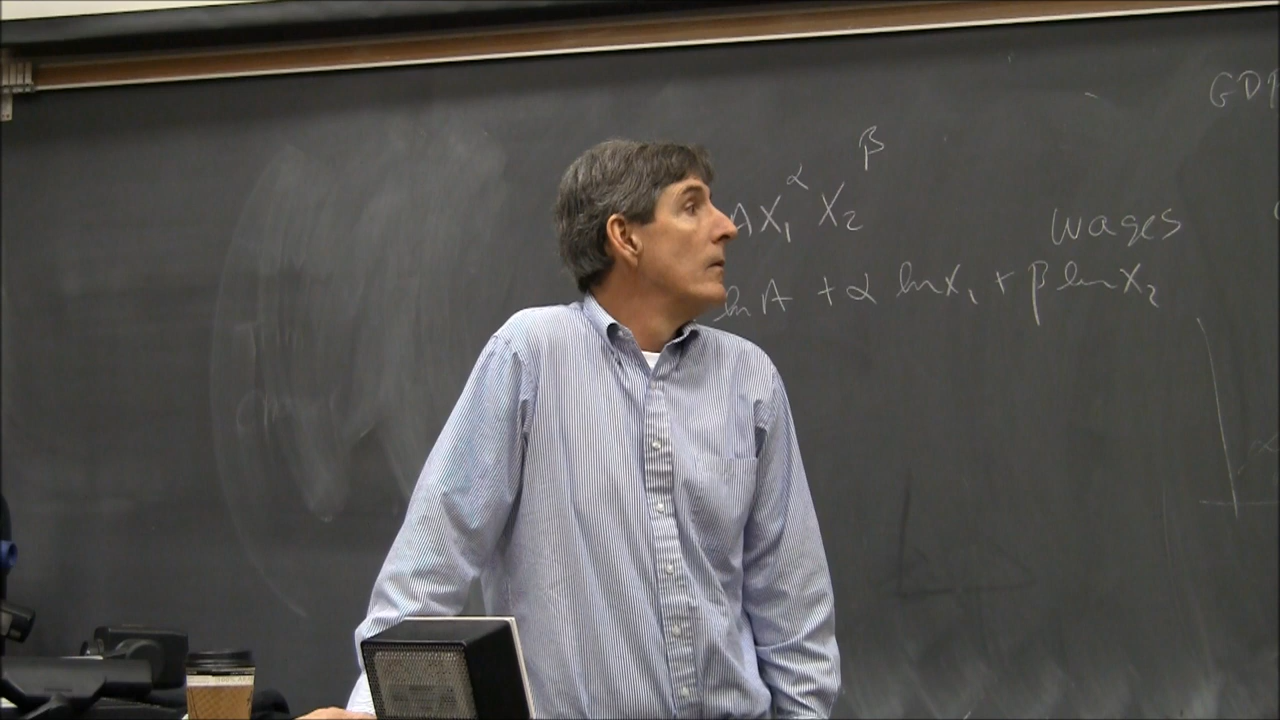 GDP
AX₁^α X₂^β
wages
ln A + α ln X₁ + β ln X₂
α